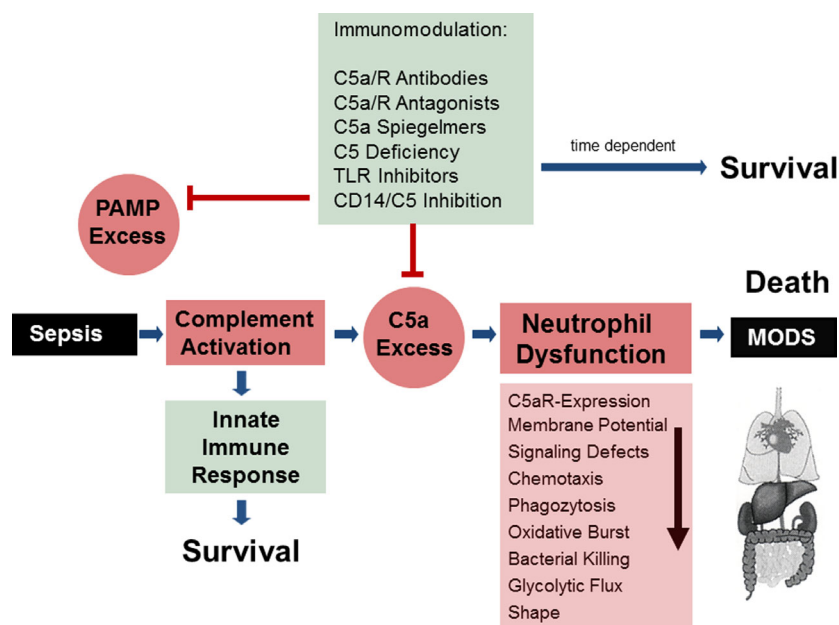 Immunomodulation:
C5a/R Antibodies
C5a/R Antagonists
C5a Spiegelmers
C5 Deficiency
TLR Inhibitors
CD14/C5 Inhibition
time dependent
Survival
PAMP
Excess
Sepsis
Complement
Activation
C5a
Excess
Neutrophil
Dysfunction
Death
MODS
Innate
Immune
Response
Survival
C5aR-Expression
Membrane Potential
Signaling Defects
Chemotaxis
Phagozytosis
Oxidative Burst
Bacterial Killing
Glycolytic Flux
Shape